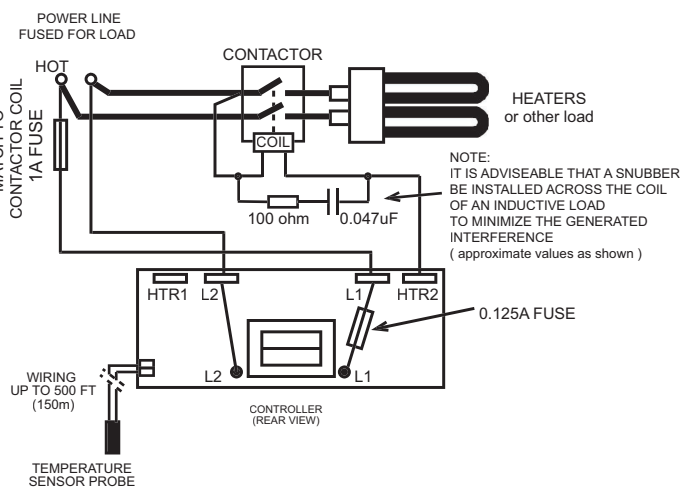 POWER LINE
FUSED FOR LOAD
HOT
CONTACTOR
HEATERS
or other load
COIL
CONTACTOR COIL
1A FUSE
NOTE:
IT IS ADVISEABLE THAT A SNUBBER
BE INSTALLED ACROSS THE COIL
OF AN INDUCTIVE LOAD
TO MINIMIZE THE GENERATED
INTERFERENCE
( approximate values as shown )
100 ohm
0.047uF
HTR1
L2
L1
HTR2
0.125A FUSE
L2
L1
WIRING
UP TO 500 FT
(150m)
CONTROLLER
(REAR VIEW)
TEMPERATURE
SENSOR PROBE